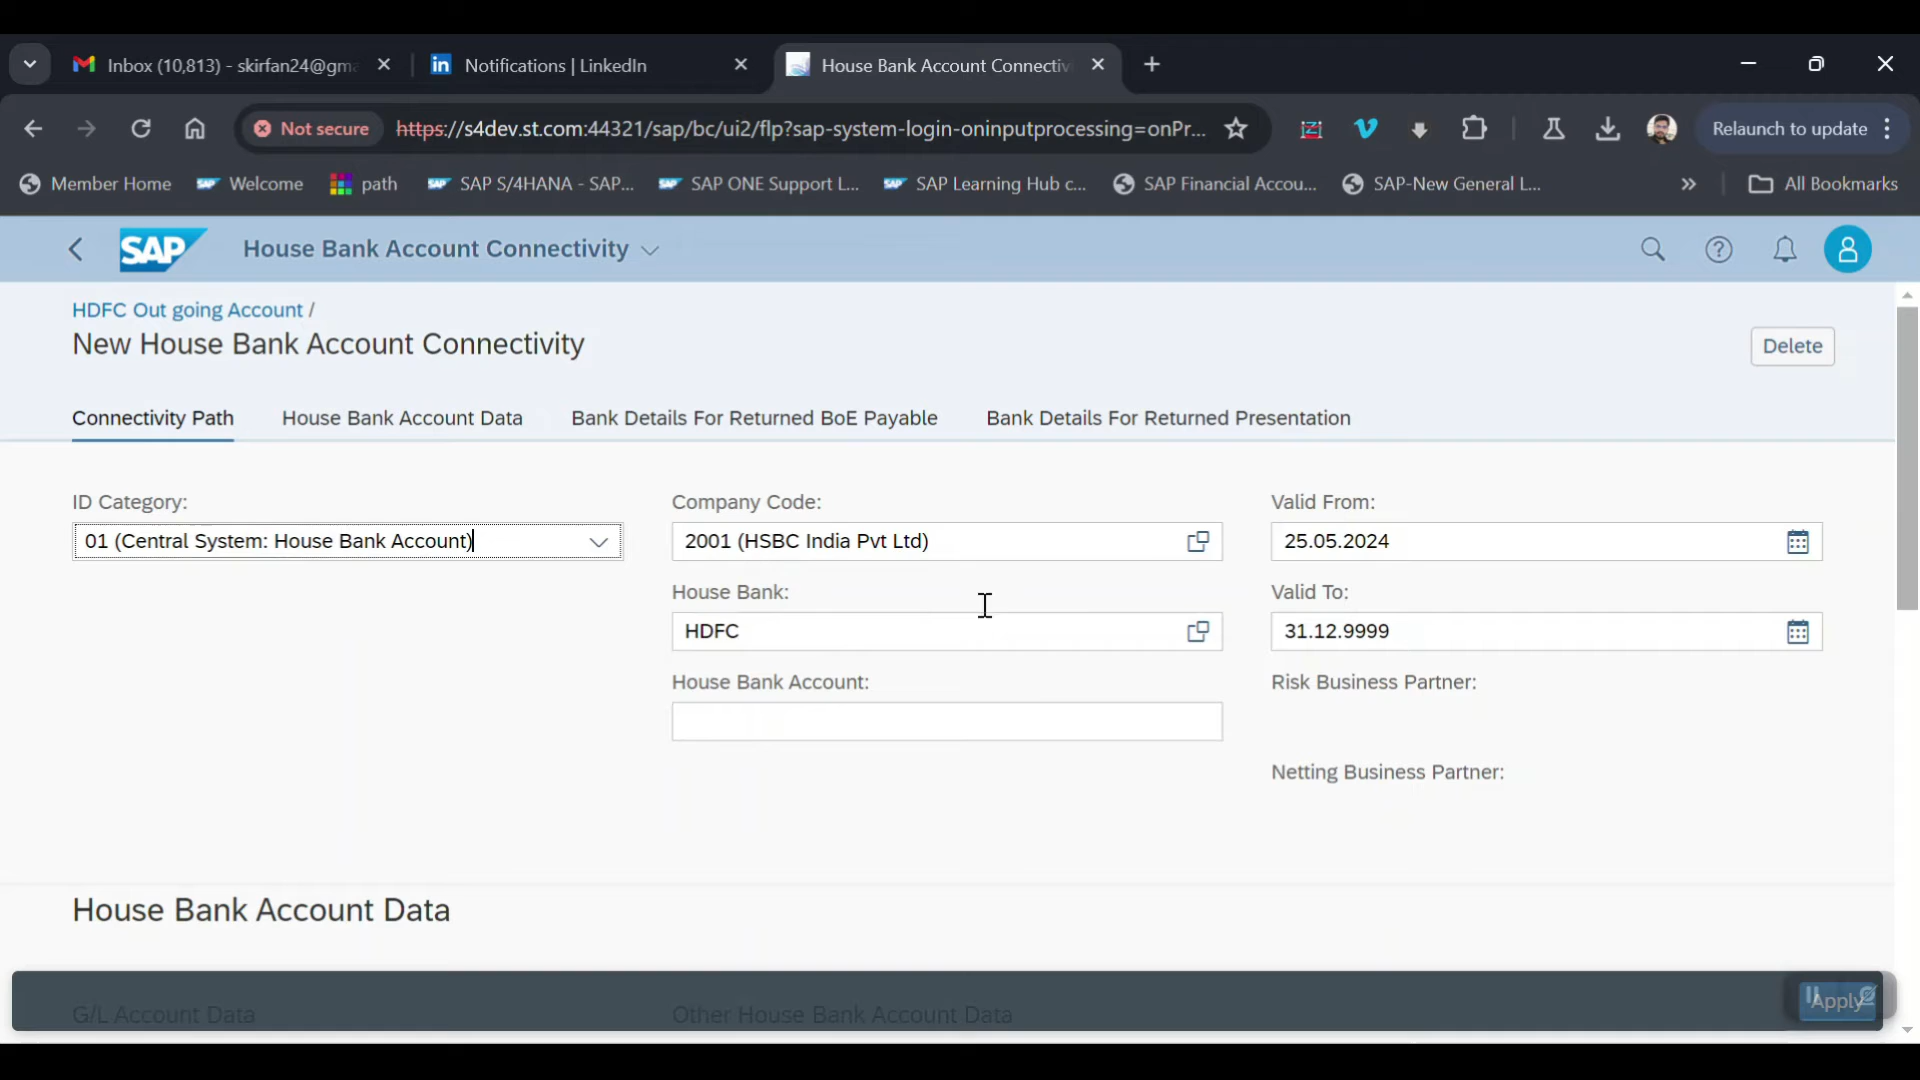 Inbox (10,813) - skirfan24@gm
Notifications | LinkedIn
House Bank Account Connectiv
Not secure
https://s4dev.st.com:44321/sap/bc/ui2/flp?sap-system-login-oninputprocessing=onPr...
Relaunch to update
Member Home
Welcome
path
SAP S/4HANA - SAP...
SAP ONE Support L...
SAP Learning Hub c...
SAP Financial Accou...
SAP-New General L...
All Bookmarks
SAP
House Bank Account Connectivity
HDFC Out going Account /
New House Bank Account Connectivity
Delete
Connectivity Path
House Bank Account Data
Bank Details For Returned BoE Payable
Bank Details For Returned Presentation
ID Category:
01 (Central System: House Bank Account)
Company Code:
2001 (HSBC India Pvt Ltd)
House Bank:
HDFC
House Bank Account:
Valid From:
25.05.2024
Valid To:
31.12.9999
Risk Business Partner:
Netting Business Partner:
House Bank Account Data
G/L Account Data
Other House Bank Account Data
Apply